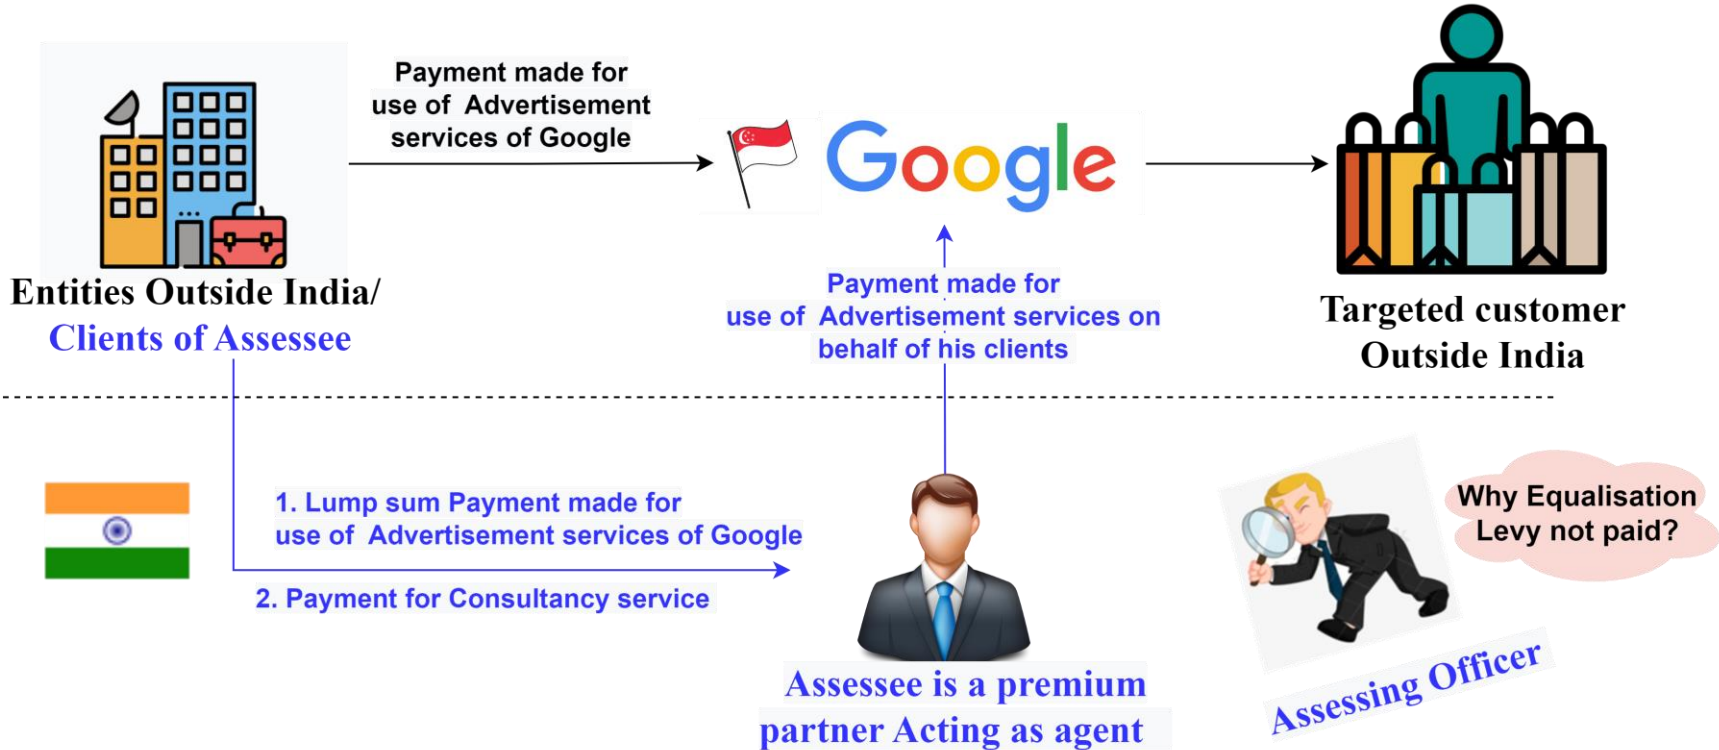 Payment made for
use of Advertisement
services of Google
Google
Entities Outside India/
Clients of Assessee
Payment made for
use of Advertisement services on
behalf of his clients
Targeted customer
Outside India
1. Lump sum Payment made for
use of Advertisement services of Google
2. Payment for Consultancy service
Why Equalisation
Levy not paid?
Assessee is a premium
partner Acting as agent
Assessing Officer